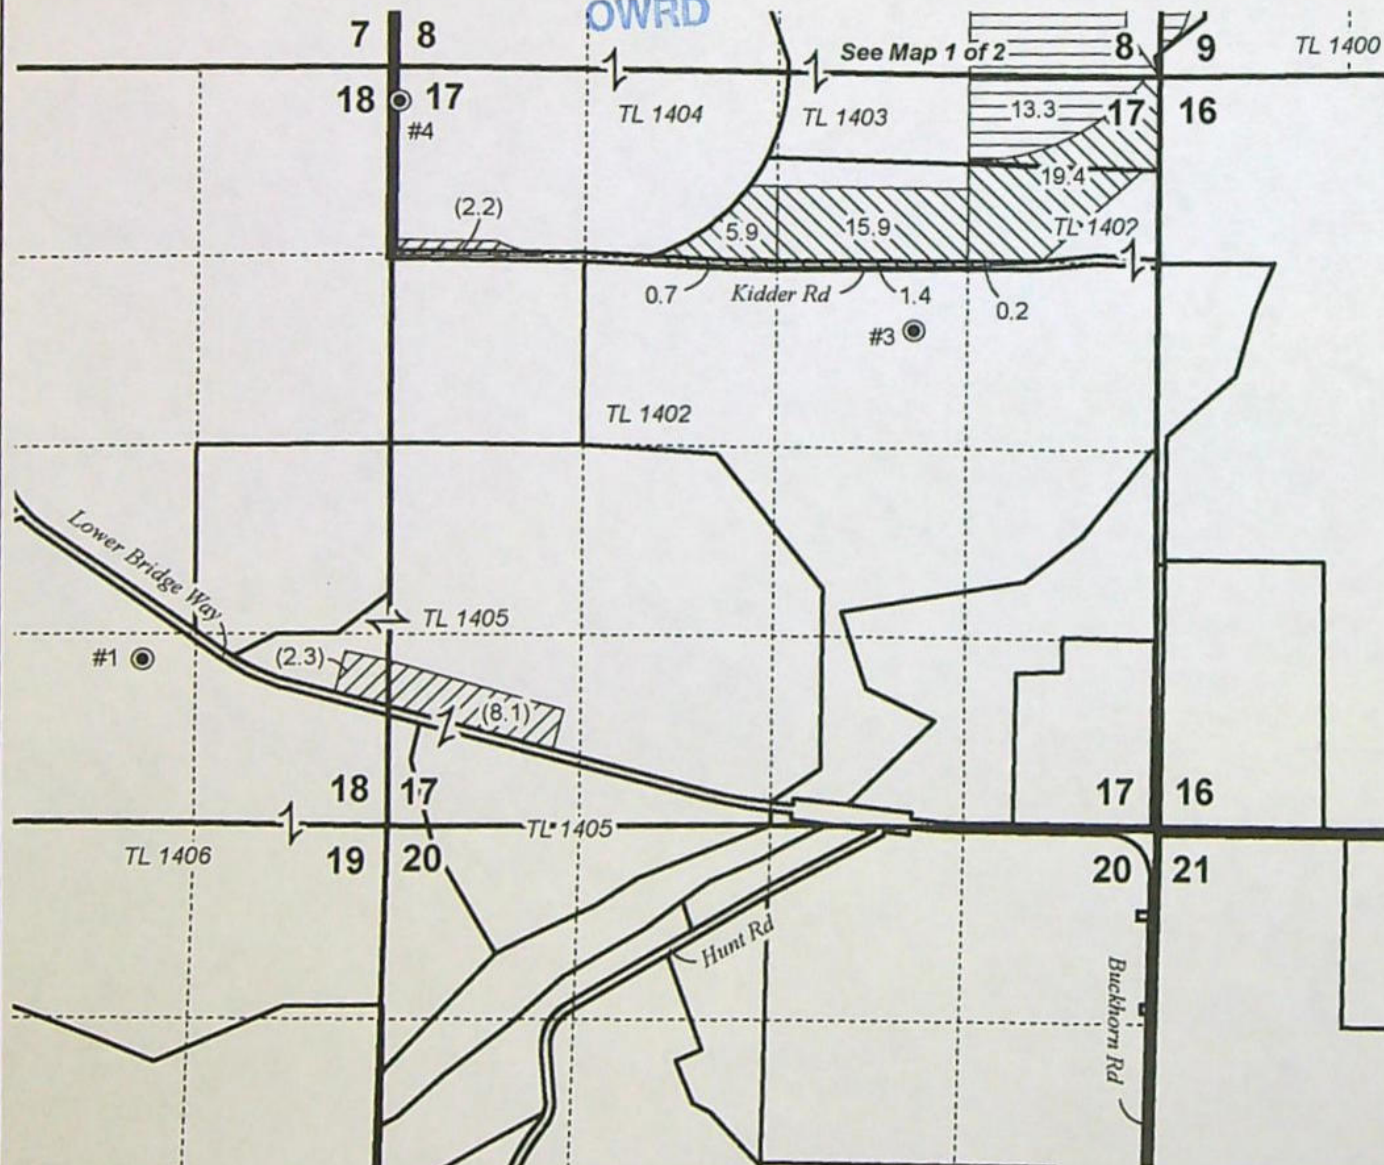 OWRD
7 8
See Map 1 of 2
8 9
TL 1400
18 17
#4
TL 1404
TL 1403
13.3
17 16
19.4
(2.2)
5.9
15.9
TL 1402
0.7
Kidder Rd
1.4
0.2
#3
TL 1402
Lower Bridge Way
TL 1405
#1
(2.3)
(8.1)
18 17
17 16
TL 1405
TL 1406
19 20
20 21
Hunt Rd
Buckhorn Rd